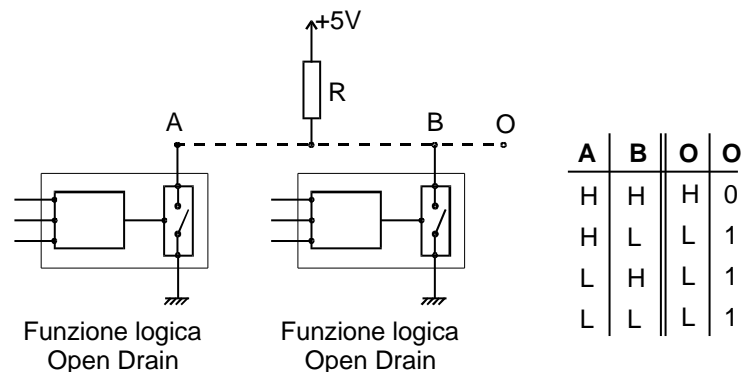 +5V
R
A
B
O
Funzione logica
Open Drain
Funzione logica
Open Drain
A B O O
H H H 0
H L L 1
L H L 1
L L L 1